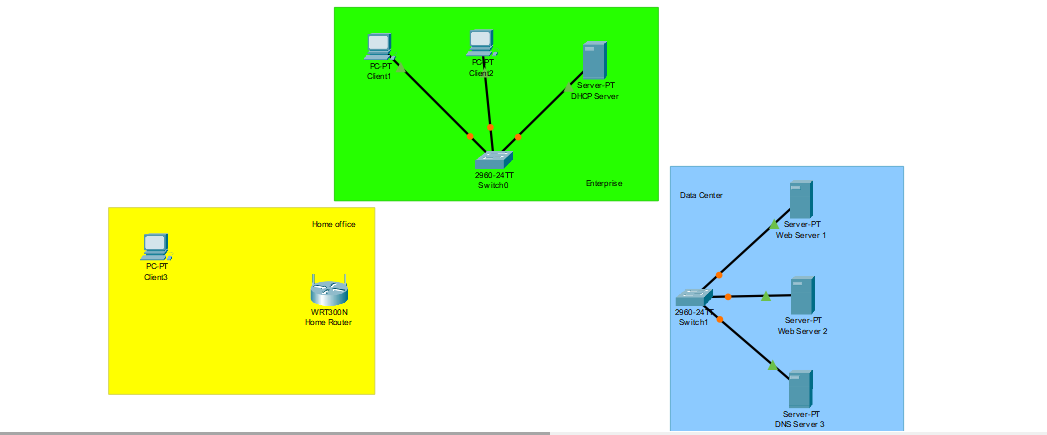 PC-PT
Client1
PC-PT
Client2
Server-PT
DHCP Server
2960-24TT
Switch0
Enterprise
Home office
PC-PT
Client3
WRT300N
Home Router
Data Center
Server-PT
Web Server 1
2960-24TT
Switch1
Server-PT
Web Server 2
Server-PT
DNS Server 3